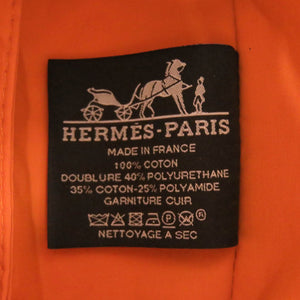 HERMÈS-PARIS
MADE IN FRANCE
100% COTON
DOUBLURE 40% POLYURETHANE
35% COTON-25% POLYAMIDE
GARNITURE CUIR
NETTOYAGE A SEC